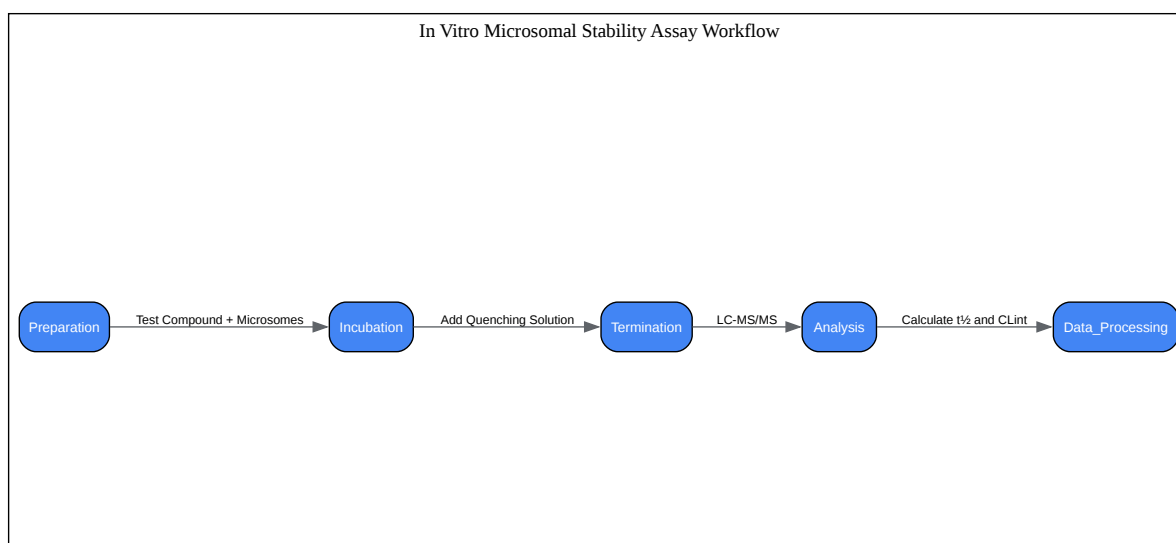 In Vitro Microsomal Stability Assay Workflow
Preparation
Test Compound + Microsomes
Incubation
Add Quenching Solution
Termination
LC-MS/MS
Analysis
Calculate t½ and CLint
Data_Processing